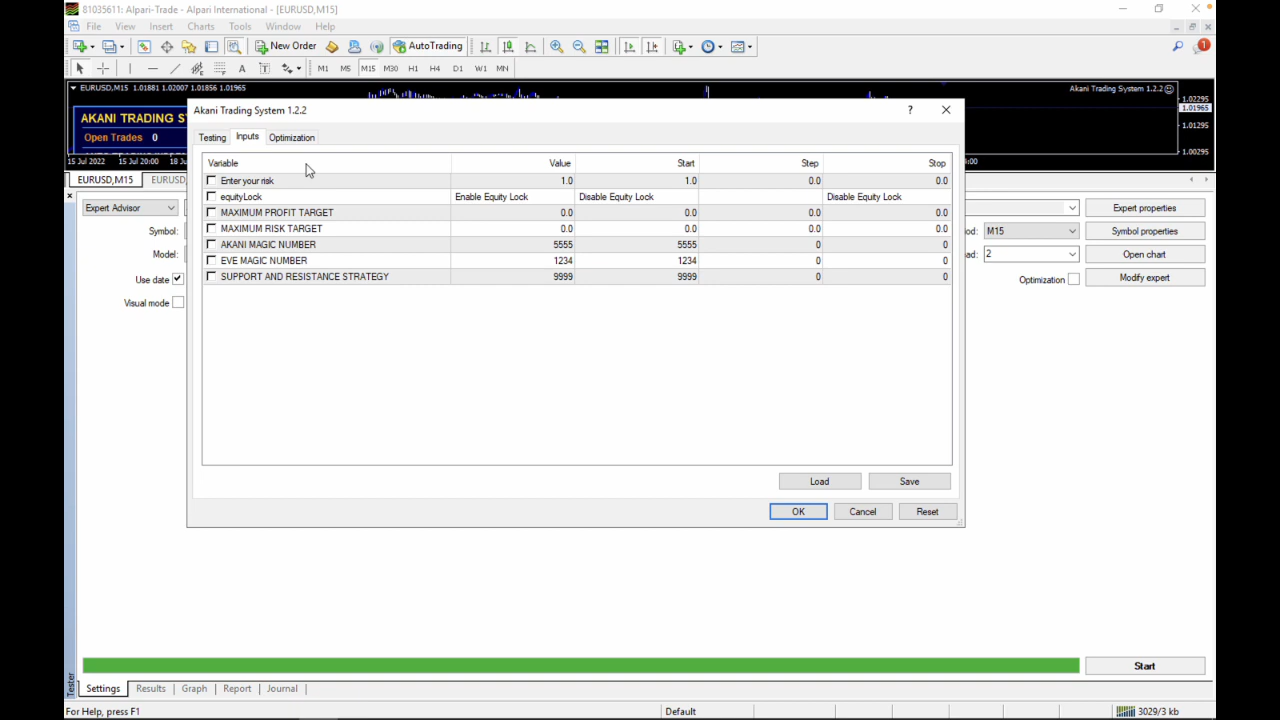 81035611: Alpari-Trade - Alpari International - [EURUSD,M15]
File View Insert Charts Tools Window Help
New Order AutoTrading 1
A T M1 M5 M15 M30 H1 H4 D1 W1 MN
EURUSD,M15 1.01881 1.02007 1.01856 1.01965
Akani Trading System 1.2.2
1.02295
1.01965
1.01295
1.00295
AKANI TRADING S
Open Trades 0
15 Jul 2022 15 Jul 20:00 18 Ju
:00
EURUSD,M15 EURUSD,
Akani Trading System 1.2.2 ?
Testing Inputs Optimization
Variable Value Start Step Stop
Enter your risk 1.0 1.0 0.0 0.0
equityLock Enable Equity Lock Disable Equity Lock Disable Equity Lock
MAXIMUM PROFIT TARGET 0.0 0.0 0.0 0.0
MAXIMUM RISK TARGET 0.0 0.0 0.0 0.0
AKANI MAGIC NUMBER 5555 5555 0 0
EVE MAGIC NUMBER 1234 1234 0 0
SUPPORT AND RESISTANCE STRATEGY 9999 9999 0 0
Load Save
OK Cancel Reset
Expert Advisor Expert properties
Symbol: od: M15 Symbol properties
Model: ad: 2 Open chart
Use date Optimization Modify expert
Visual mode
Start
Tester
Settings Results Graph Report Journal
For Help, press F1 Default 3029/3 kb